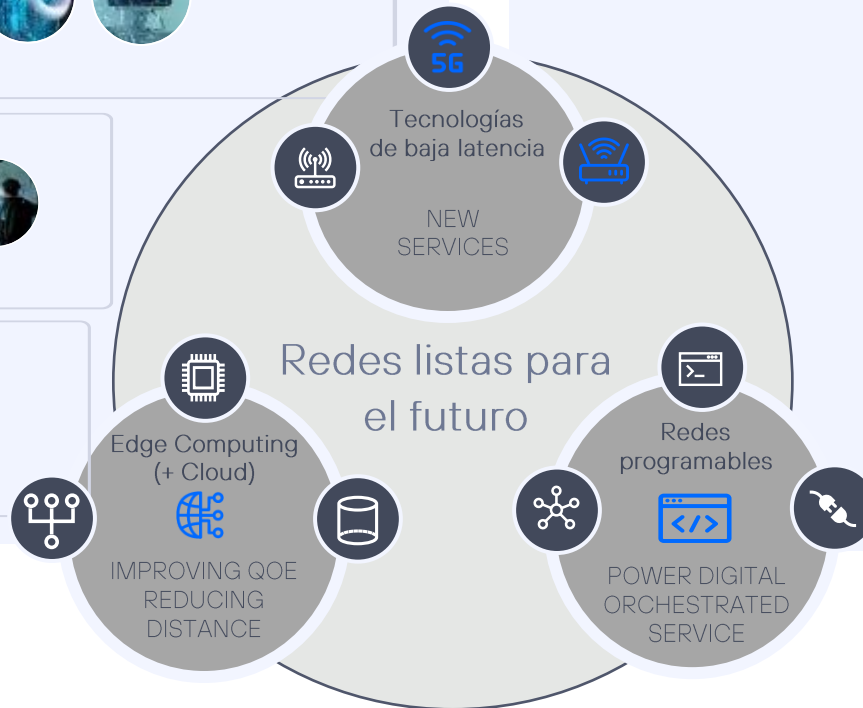 5G
Tecnologías
de baja latencia
NEW
SERVICES
Redes listas para
el futuro
Edge Computing
(+ Cloud)
IMPROVING QOE
REDUCING
DISTANCE
Redes
programables
>_
</>
POWER DIGITAL
ORCHESTRATED
SERVICE